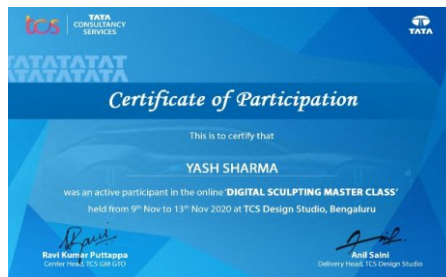 tcs
TATA
CONSULTANCY
SERVICES
TATA
TATATATAT
TATATATA
Certificate of Participation
This is to certify that
YASH SHARMA
was an active participant in the online 'DIGITAL SCULPTING MASTER CLASS'
held from 9th Nov to 13th Nov 2020 at TCS Design Studio, Bengaluru
Ravi Kumar Puttappa
Center Head, TCS GM GTO
Anil Saini
Delivery Head, TCS Design Studio